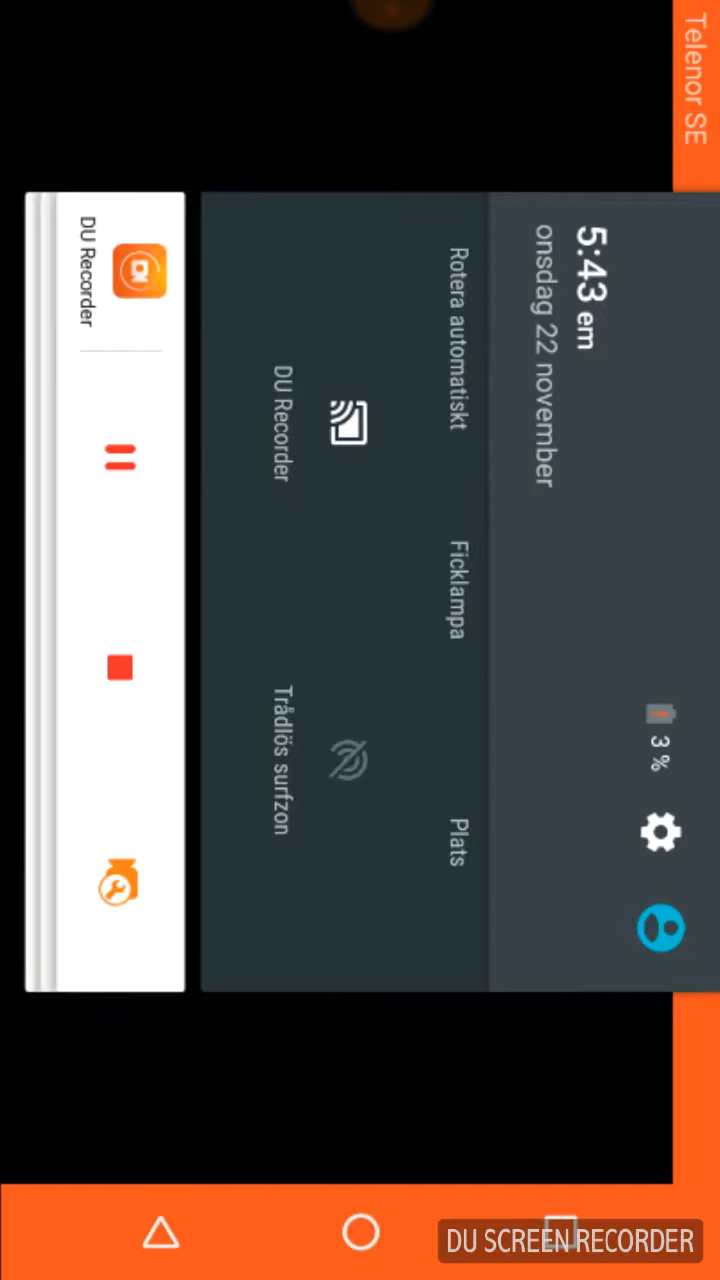 Telenor SE
5:43 em
onsdag 22 november
3 %
Rotera automatiskt
Ficklampa
Plats
DU Recorder
Trådlös surfzon
DU Recorder
DU SCREEN RECORDER